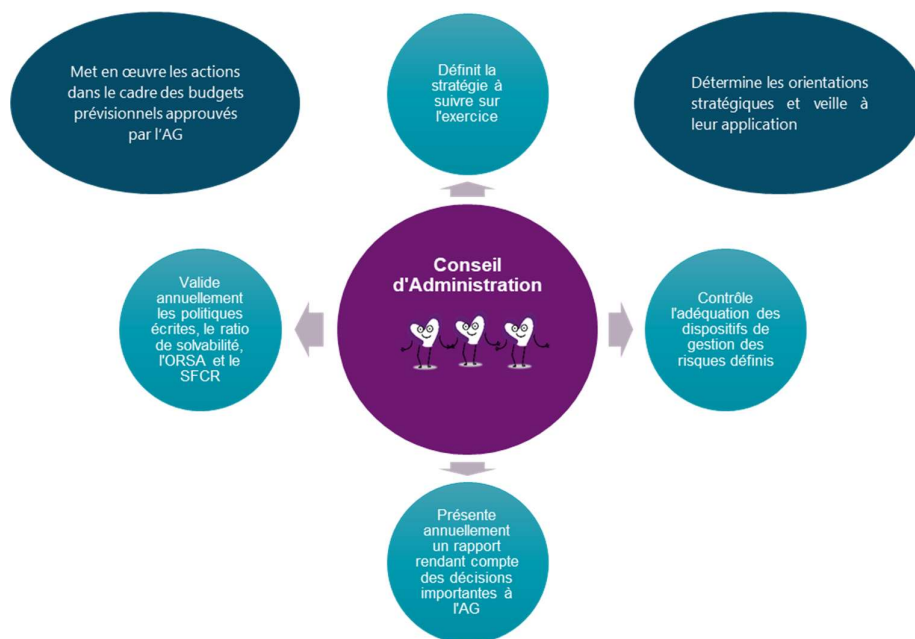 Met en œuvre les actions
dans le cadre des budgets
prévisionnels approuvés
par l’AG
Définit la
stratégie à
suivre sur
l'exercice
Détermine les orientations
stratégiques et veille à
leur application
Conseil
d'Administration
Valide
annuellement
les politiques
écrites, le ratio
de solvabilité,
l'ORSA et le
SFCR
Contrôle
l'adéquation des
dispositifs de
gestion des
risques définis
Présente
annuellement
un rapport
rendant compte
des décisions
importantes à
l'AG